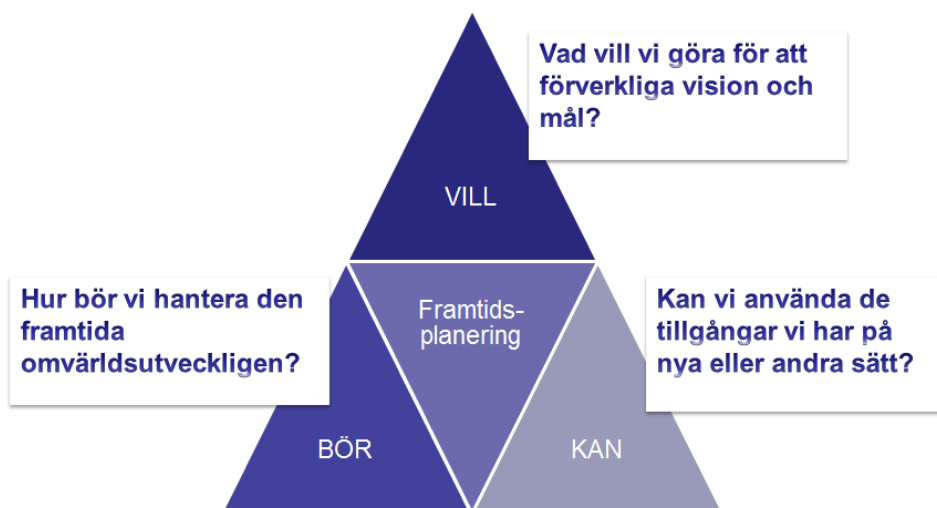 Vad vill vi göra för att
förverkliga vision och
mål?
VILL
Hur bör vi hantera den
framtida
omvärldsutveckligen?
Framtids-
planering
Kan vi använda de
tillgångar vi har på
nya eller andra sätt?
BÖR
KAN